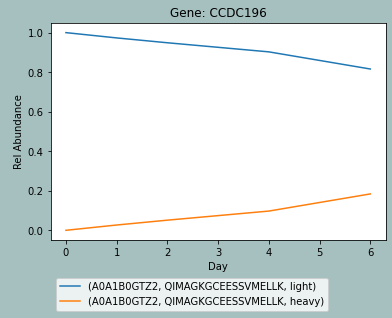 Gene: CCDC196
1.0
0.8
0.6
0.4
0.2
0.0
Rel Abundance
0 1 2 3 4 5 6
Day
(A0A1B0GTZ2, QIMAGKGCEESSVMELLK, light)
(A0A1B0GTZ2, QIMAGKGCEESSVMELLK, heavy)